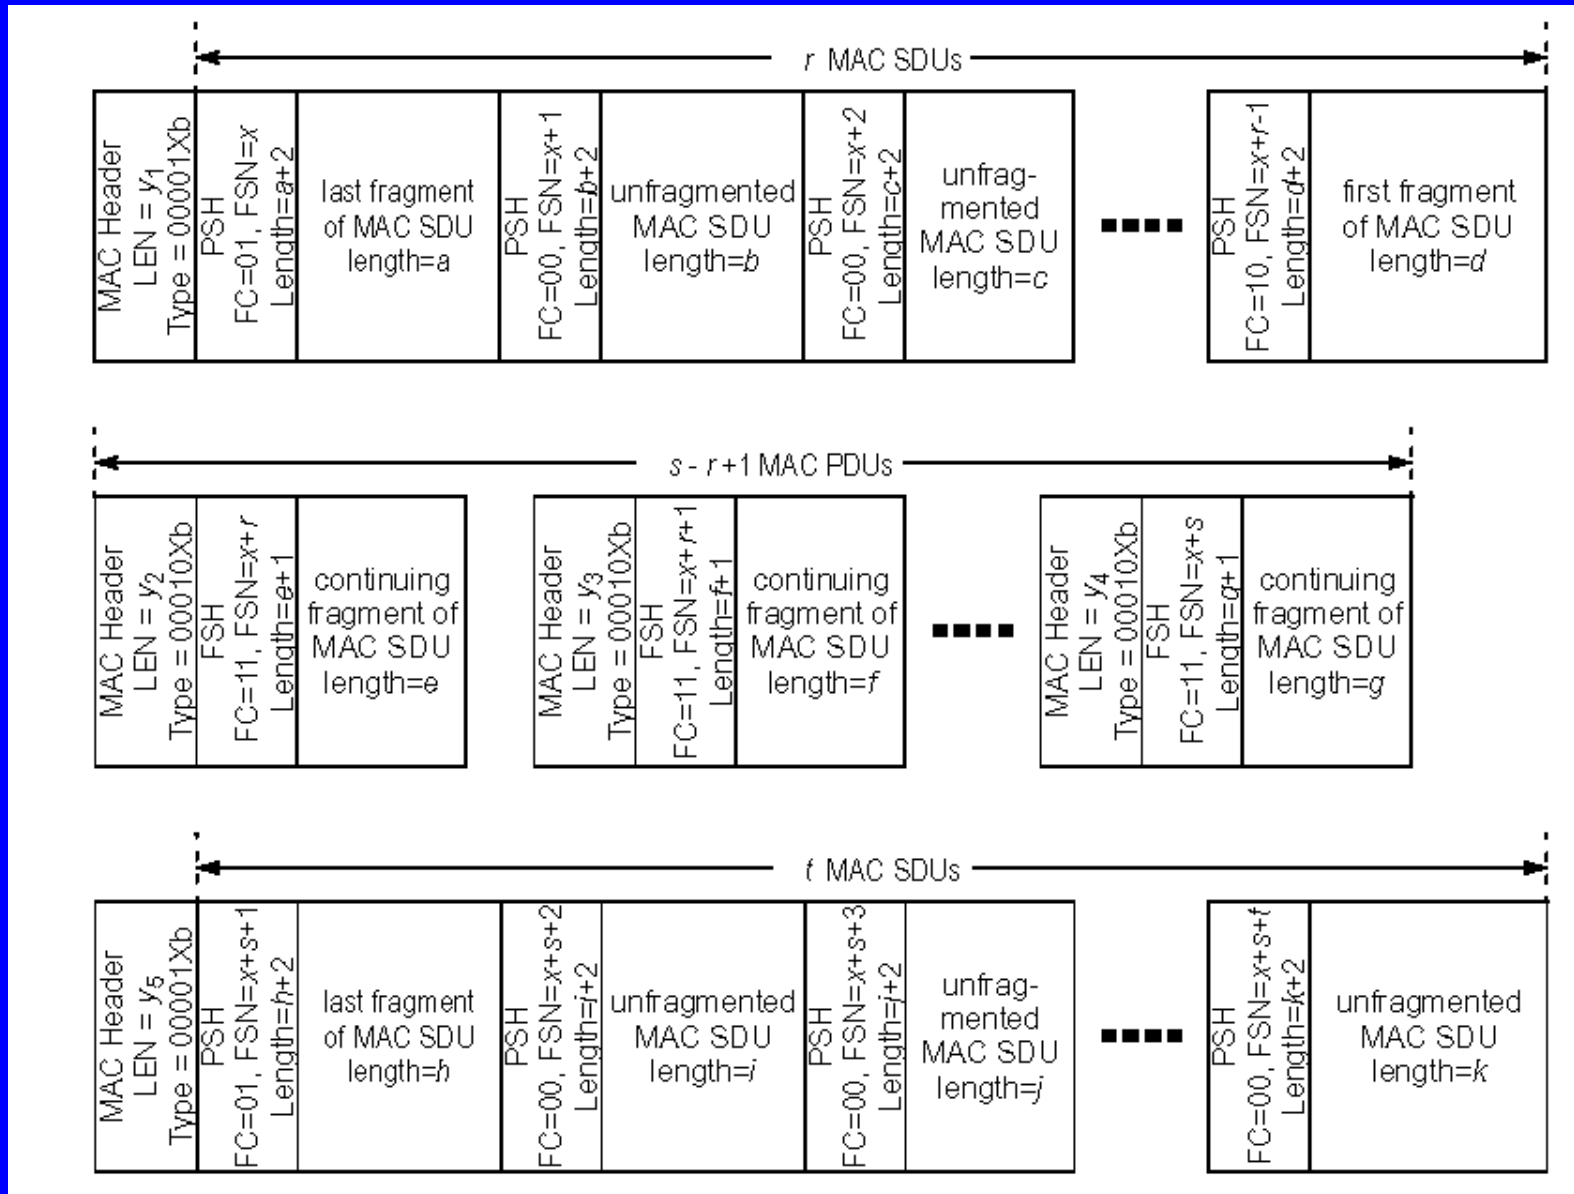 r MAC SDUs
MAC Header
LEN = y1
Type = 00001Xb
PSH
FC=01, FSN=x
Length=a+2
last fragment
of MAC SDU
length=a
PSH
FC=00, FSN=x+1
Length=b+2
unfragmented
MAC SDU
length=b
PSH
FC=00, FSN=x+2
Length=c+2
unfrag-
mented
MAC SDU
length=c
PSH
FC=10, FSN=x+r-1
Length=d+2
first fragment
of MAC SDU
length=d
s - r +1 MAC PDUs
MAC Header
LEN = y2
Type = 00010Xb
FSH
FC=11, FSN=x+r
Length=e+1
continuing
fragment of
MAC SDU
length=e
MAC Header
LEN = y3
Type = 00010Xb
FSH
FC=11, FSN=x+r+1
Length=f+1
continuing
fragment of
MAC SDU
length=f
MAC Header
LEN = y4
Type = 00010Xb
FSH
FC=11, FSN=x+s
Length=g+1
continuing
fragment of
MAC SDU
length=g
t MAC SDUs
MAC Header
LEN = y5
Type = 00001Xb
PSH
FC=01, FSN=x+s+1
Length=h+2
last fragment
of MAC SDU
length=h
PSH
FC=00, FSN=x+s+2
Length=i+2
unfragmented
MAC SDU
length=i
PSH
FC=00, FSN=x+s+3
Length=j+2
unfrag-
mented
MAC SDU
length=j
PSH
FC=00, FSN=x+s+t
Length=k+2
unfragmented
MAC SDU
length=k